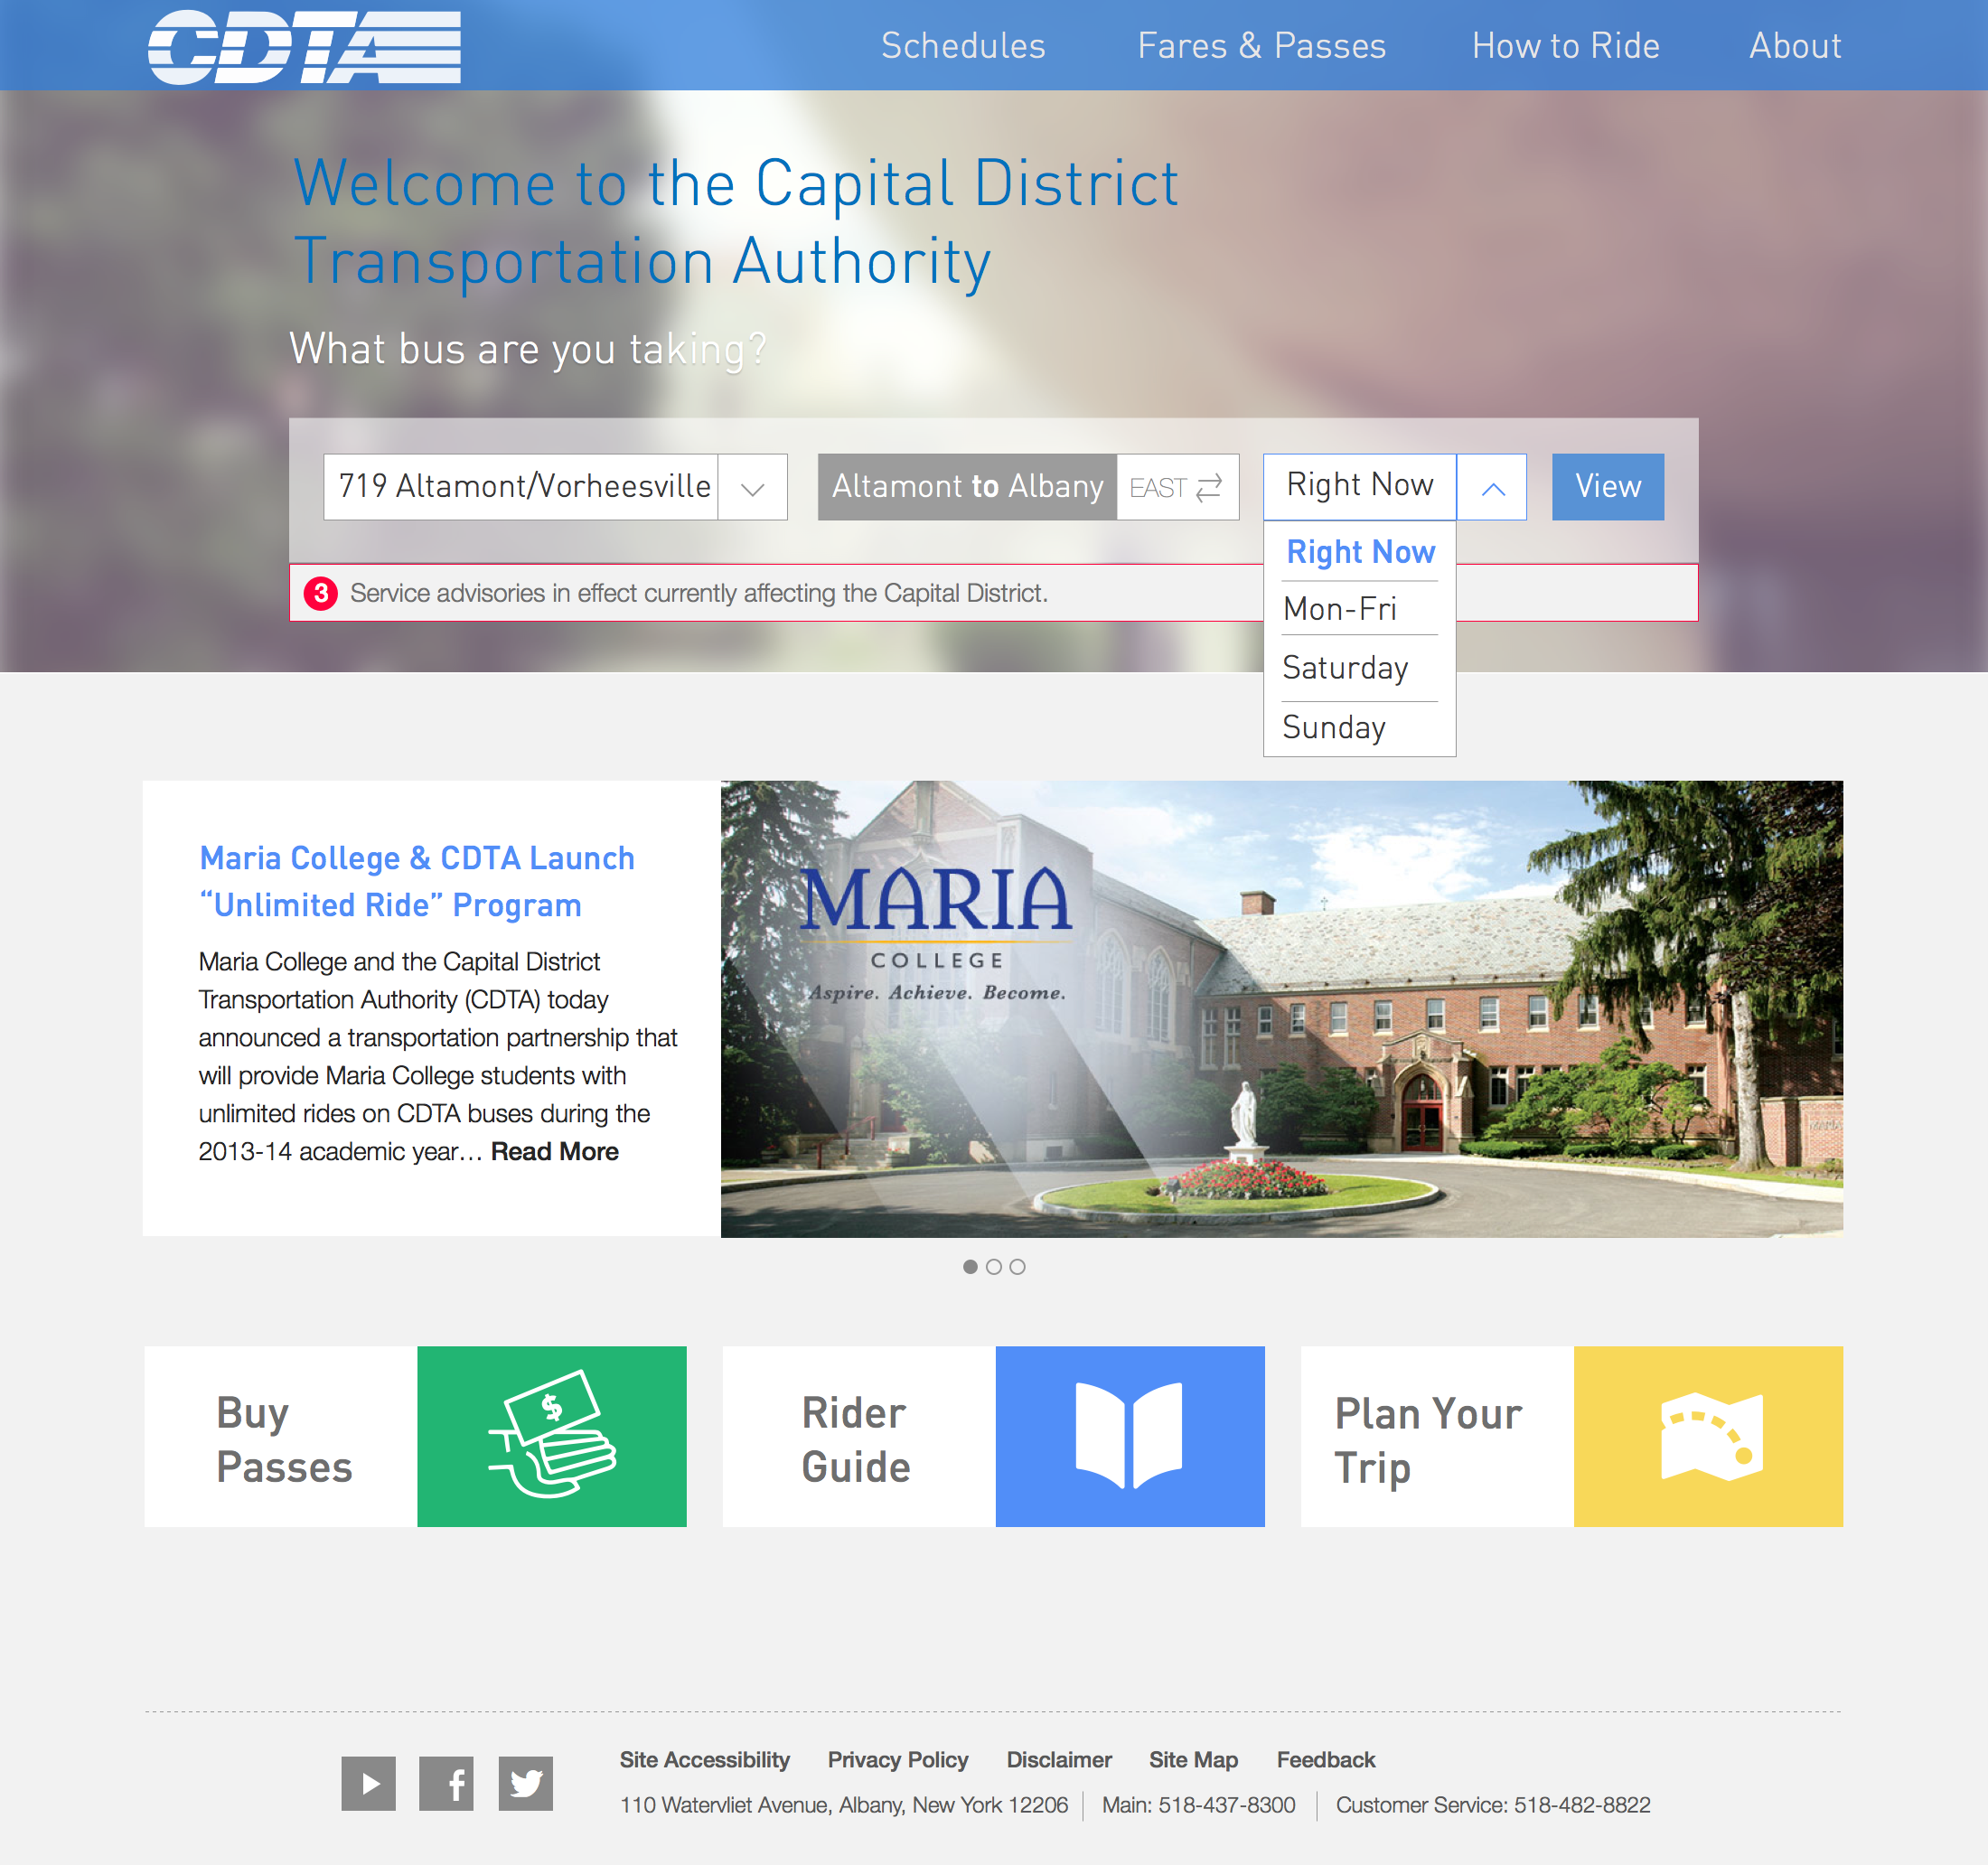 CDTA
Schedules Fares & Passes How to Ride About
Welcome to the Capital District
Transportation Authority
What bus are you taking?
719 Altamont/Vorheesville Altamont to Albany EAST Right Now View
Right Now
3 Service advisories in effect currently affecting the Capital District.
Mon-Fri
Saturday
Sunday
Maria College & CDTA Launch
“Unlimited Ride” Program
Maria College and the Capital District
Transportation Authority (CDTA) today
announced a transportation partnership that
will provide Maria College students with
unlimited rides on CDTA buses during the
2013-14 academic year… Read More
MARIA
COLLEGE
Aspire. Achieve. Become.
Buy
Passes
$
Rider
Guide
Plan Your
Trip
f
Site Accessibility Privacy Policy Disclaimer Site Map Feedback
110 Watervliet Avenue, Albany, New York 12206 Main: 518-437-8300 Customer Service: 518-482-8822